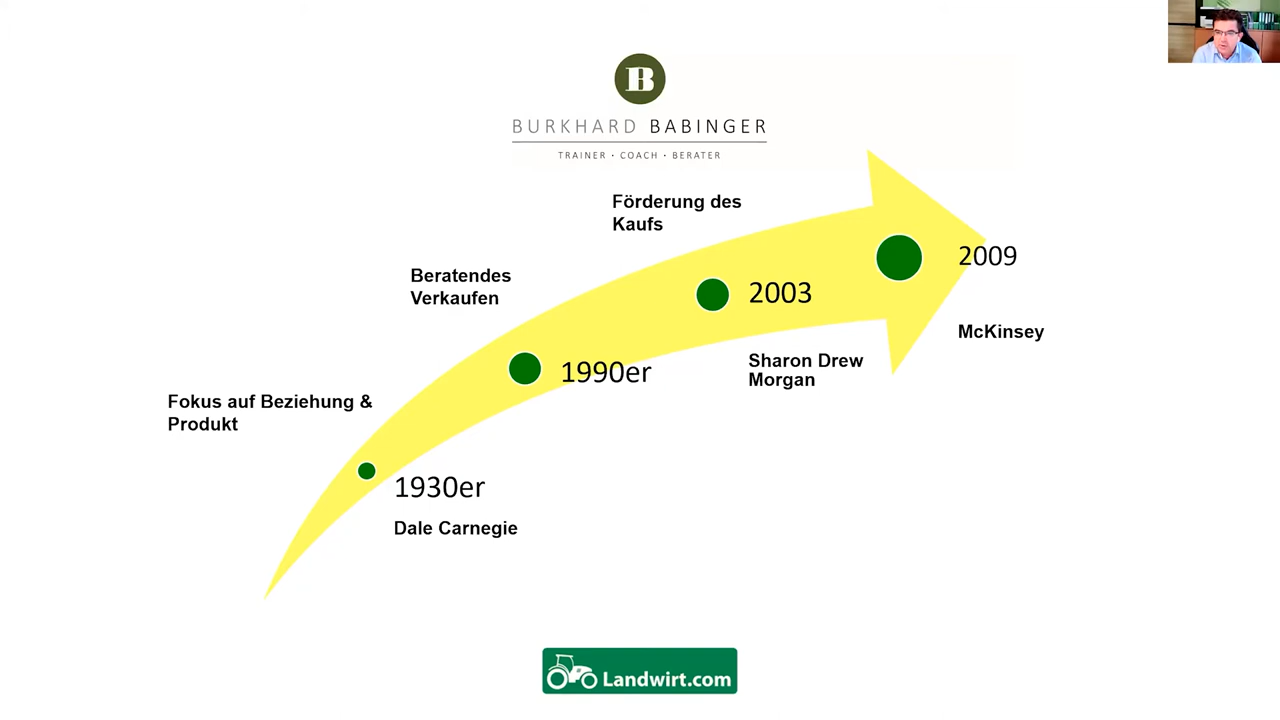 B
BURKHARD BABINGER
TRAINER · COACH · BERATER
Förderung des
Kaufs
2009
Beratendes
Verkaufen
2003
McKinsey
Sharon Drew
Morgan
1990er
Fokus auf Beziehung &
Produkt
1930er
Dale Carnegie
Landwirt.com